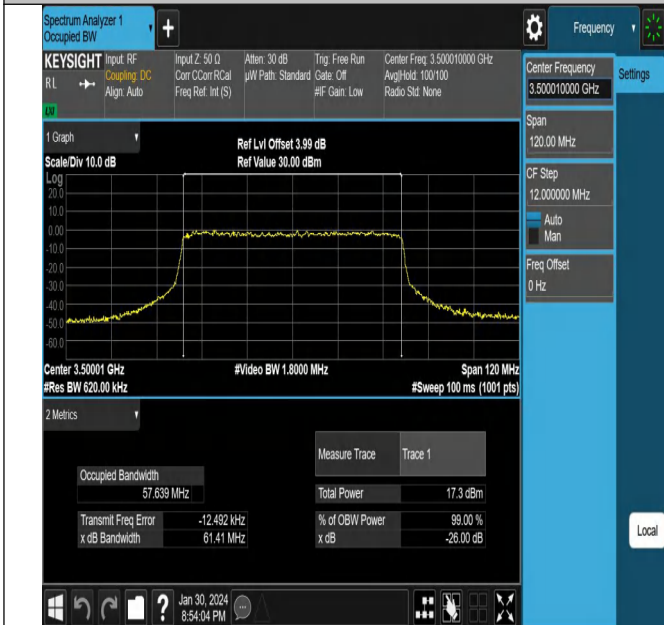 Spectrum Analyzer 1
Occupied BW
Frequency
KEYSIGHT
RL
LXI
Input: RF
Coupling: DC
Align: Auto
Input Z: 50 Ω
Corr CCorr RCal
Freq Ref: Int (S)
Atten: 30 dB
µW Path: Standard
Trig: Free Run
Gate: Off
#IF Gain: Low
Center Freq: 3.500010000 GHz
Avg|Hold: 100/100
Radio Std: None
Center Frequency
3.500010000 GHz
Settings
Span
120.00 MHz
CF Step
12.000000 MHz
Auto
Man
Freq Offset
0 Hz
1 Graph
Scale/Div 10.0 dB
Ref Lvl Offset 3.99 dB
Ref Value 30.00 dBm
Log
20.0
10.0
0.00
-10.0
-20.0
-30.0
-40.0
-50.0
-60.0
Center 3.50001 GHz
#Res BW 620.00 kHz
#Video BW 1.8000 MHz
Span 120 MHz
#Sweep 100 ms (1001 pts)
2 Metrics
Measure Trace Trace 1
Occupied Bandwidth
57.639 MHz
Total Power 17.3 dBm
Transmit Freq Error -12.492 kHz
% of OBW Power 99.00 %
x dB Bandwidth 61.41 MHz
x dB -26.00 dB
Local
?
Jan 30, 2024
8:54:04 PM